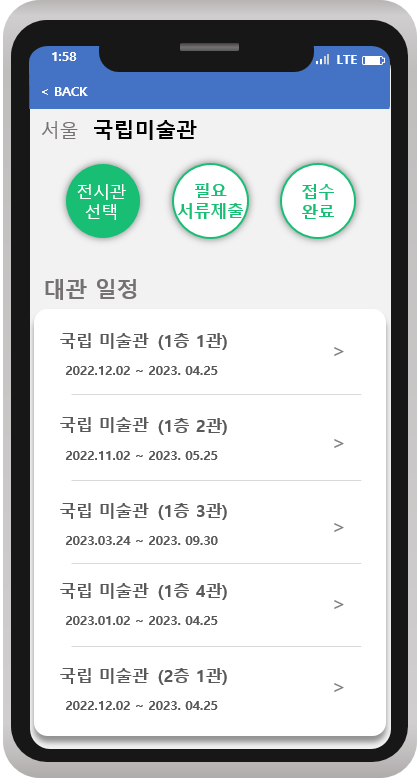 1:58 LTE
< BACK
서울 국립미술관
전시관
선택
필요
서류제출
접수
완료
대관 일정
국립 미술관 (1층 1관)
2022.12.02 ~ 2023. 04.25
>
국립 미술관 (1층 2관)
2022.11.02 ~ 2023. 05.25
>
국립 미술관 (1층 3관)
2023.03.24 ~ 2023. 09.30
>
국립 미술관 (1층 4관)
2023.01.02 ~ 2023. 04.25
>
국립 미술관 (2층 1관)
2022.12.02 ~ 2023. 04.25
>